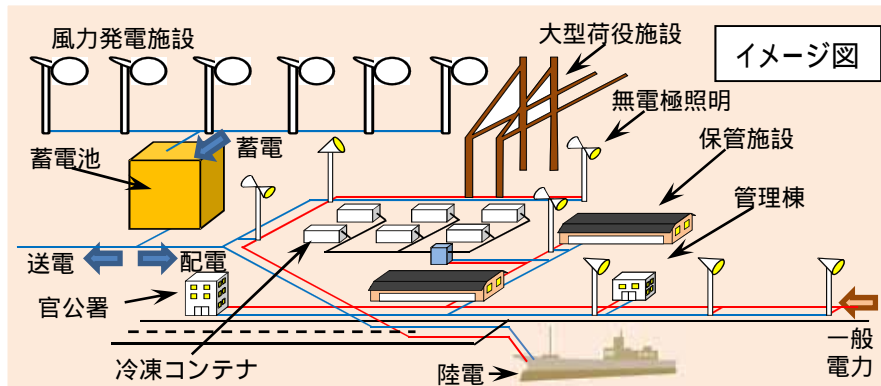 風力発電施設
大型荷役施設
イメージ図
無電極照明
蓄電
保管施設
蓄電池
管理棟
送電
配電
官公署
一般
電力
冷凍コンテナ
陸電